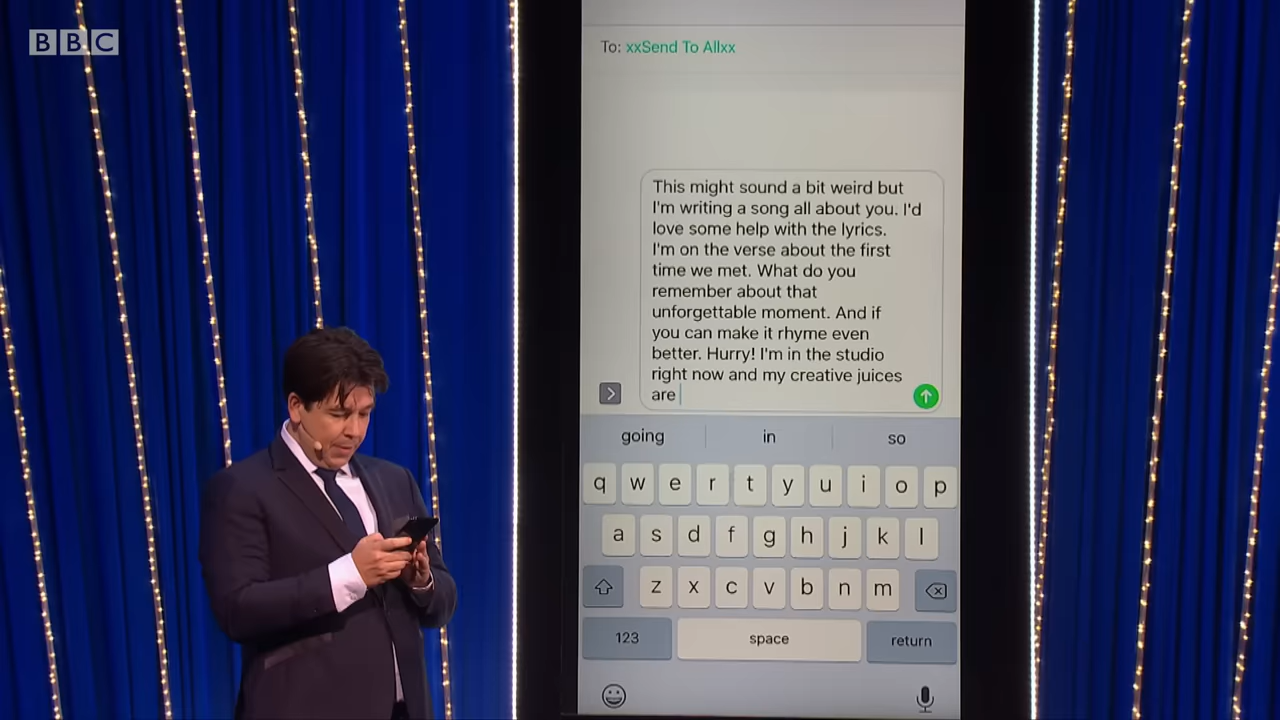 BBC
To: xxSend To Allxx
This might sound a bit weird but
I'm writing a song all about you. I'd
love some help with the lyrics.
I'm on the verse about the first
time we met. What do you
remember about that
unforgettable moment. And if
you can make it rhyme even
better. Hurry! I'm in the studio
right now and my creative juices
are
going in so
q w e r t y u i o p
a s d f g h j k l
z x c v b n m
123 space return